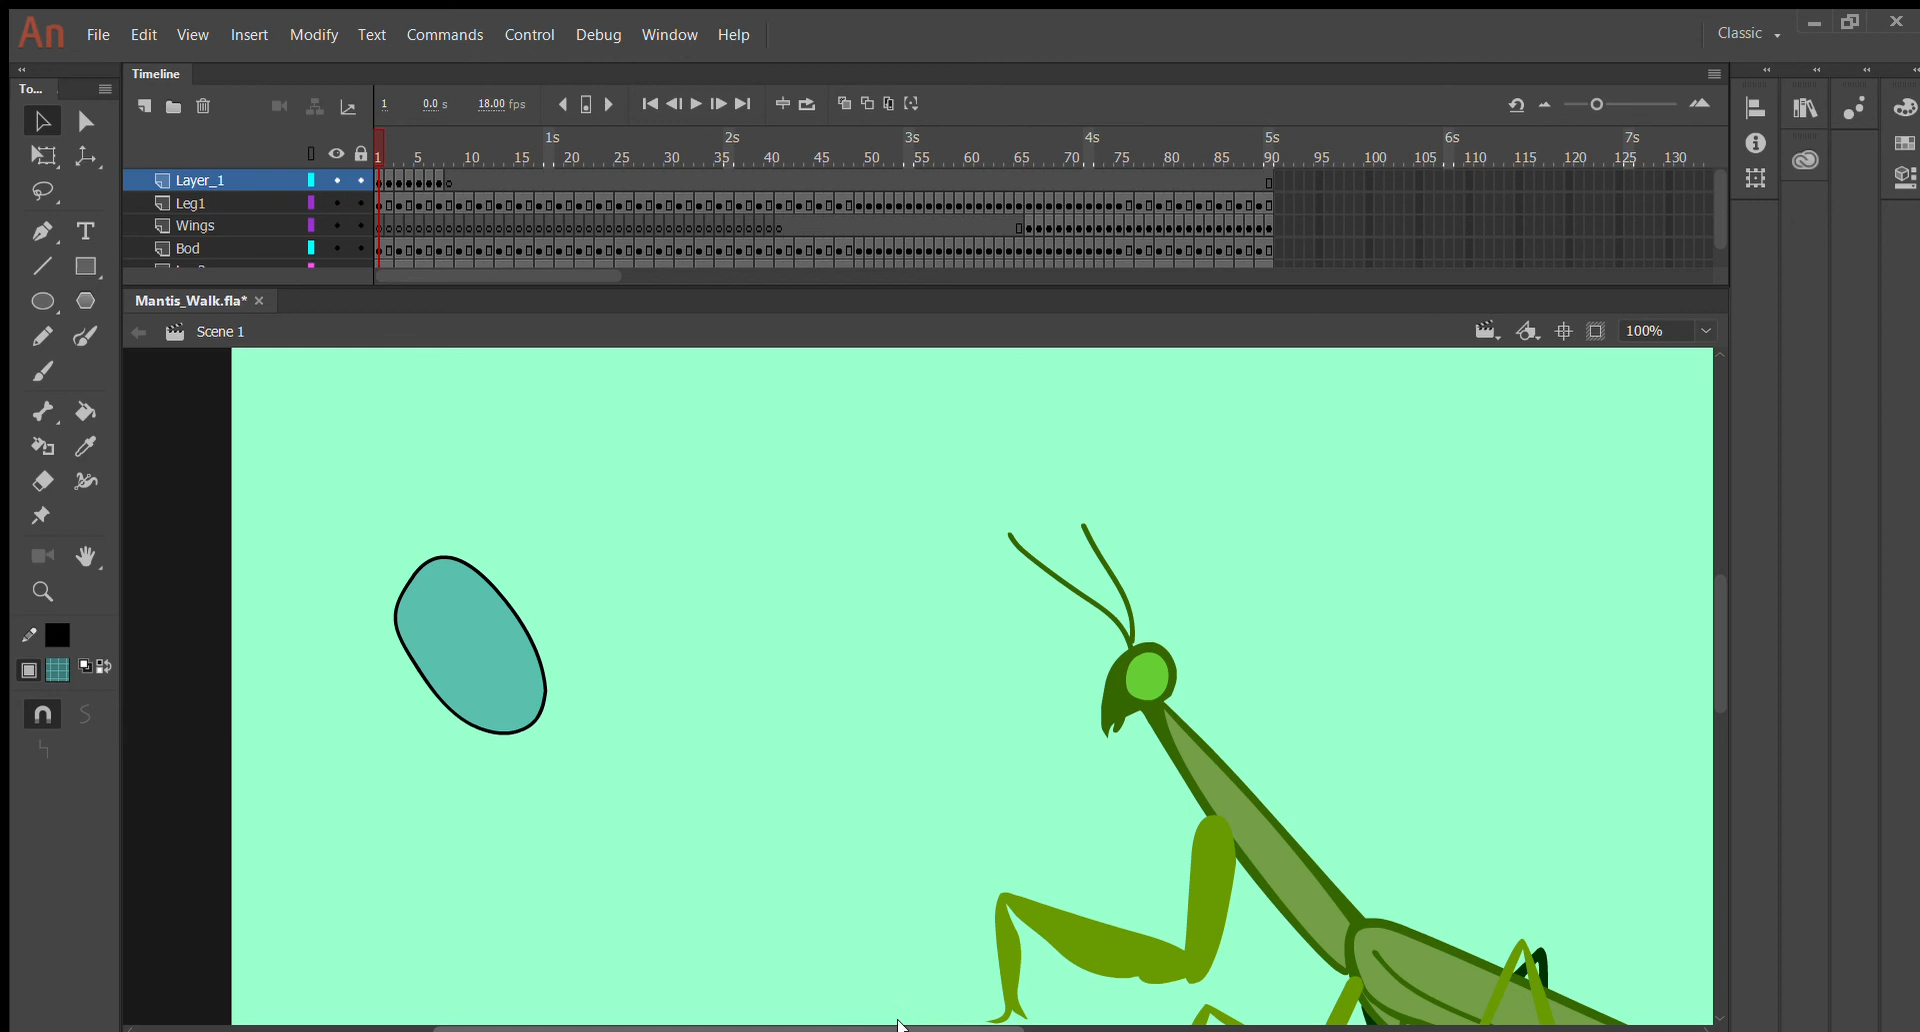 An File Edit View Insert Modify Text Commands Control Debug Window Help Classic
To... Timeline
1 0.0 s 18.00 fps
1s 2s 3s 4s 5s 6s 7s
1 5 10 15 20 25 30 35 40 45 50 55 60 65 70 75 80 85 90 95 100 105 110 115 120 125 130
Layer_1
Leg1
Wings
Bod
Mantis_Walk.fla*
Scene 1 100%